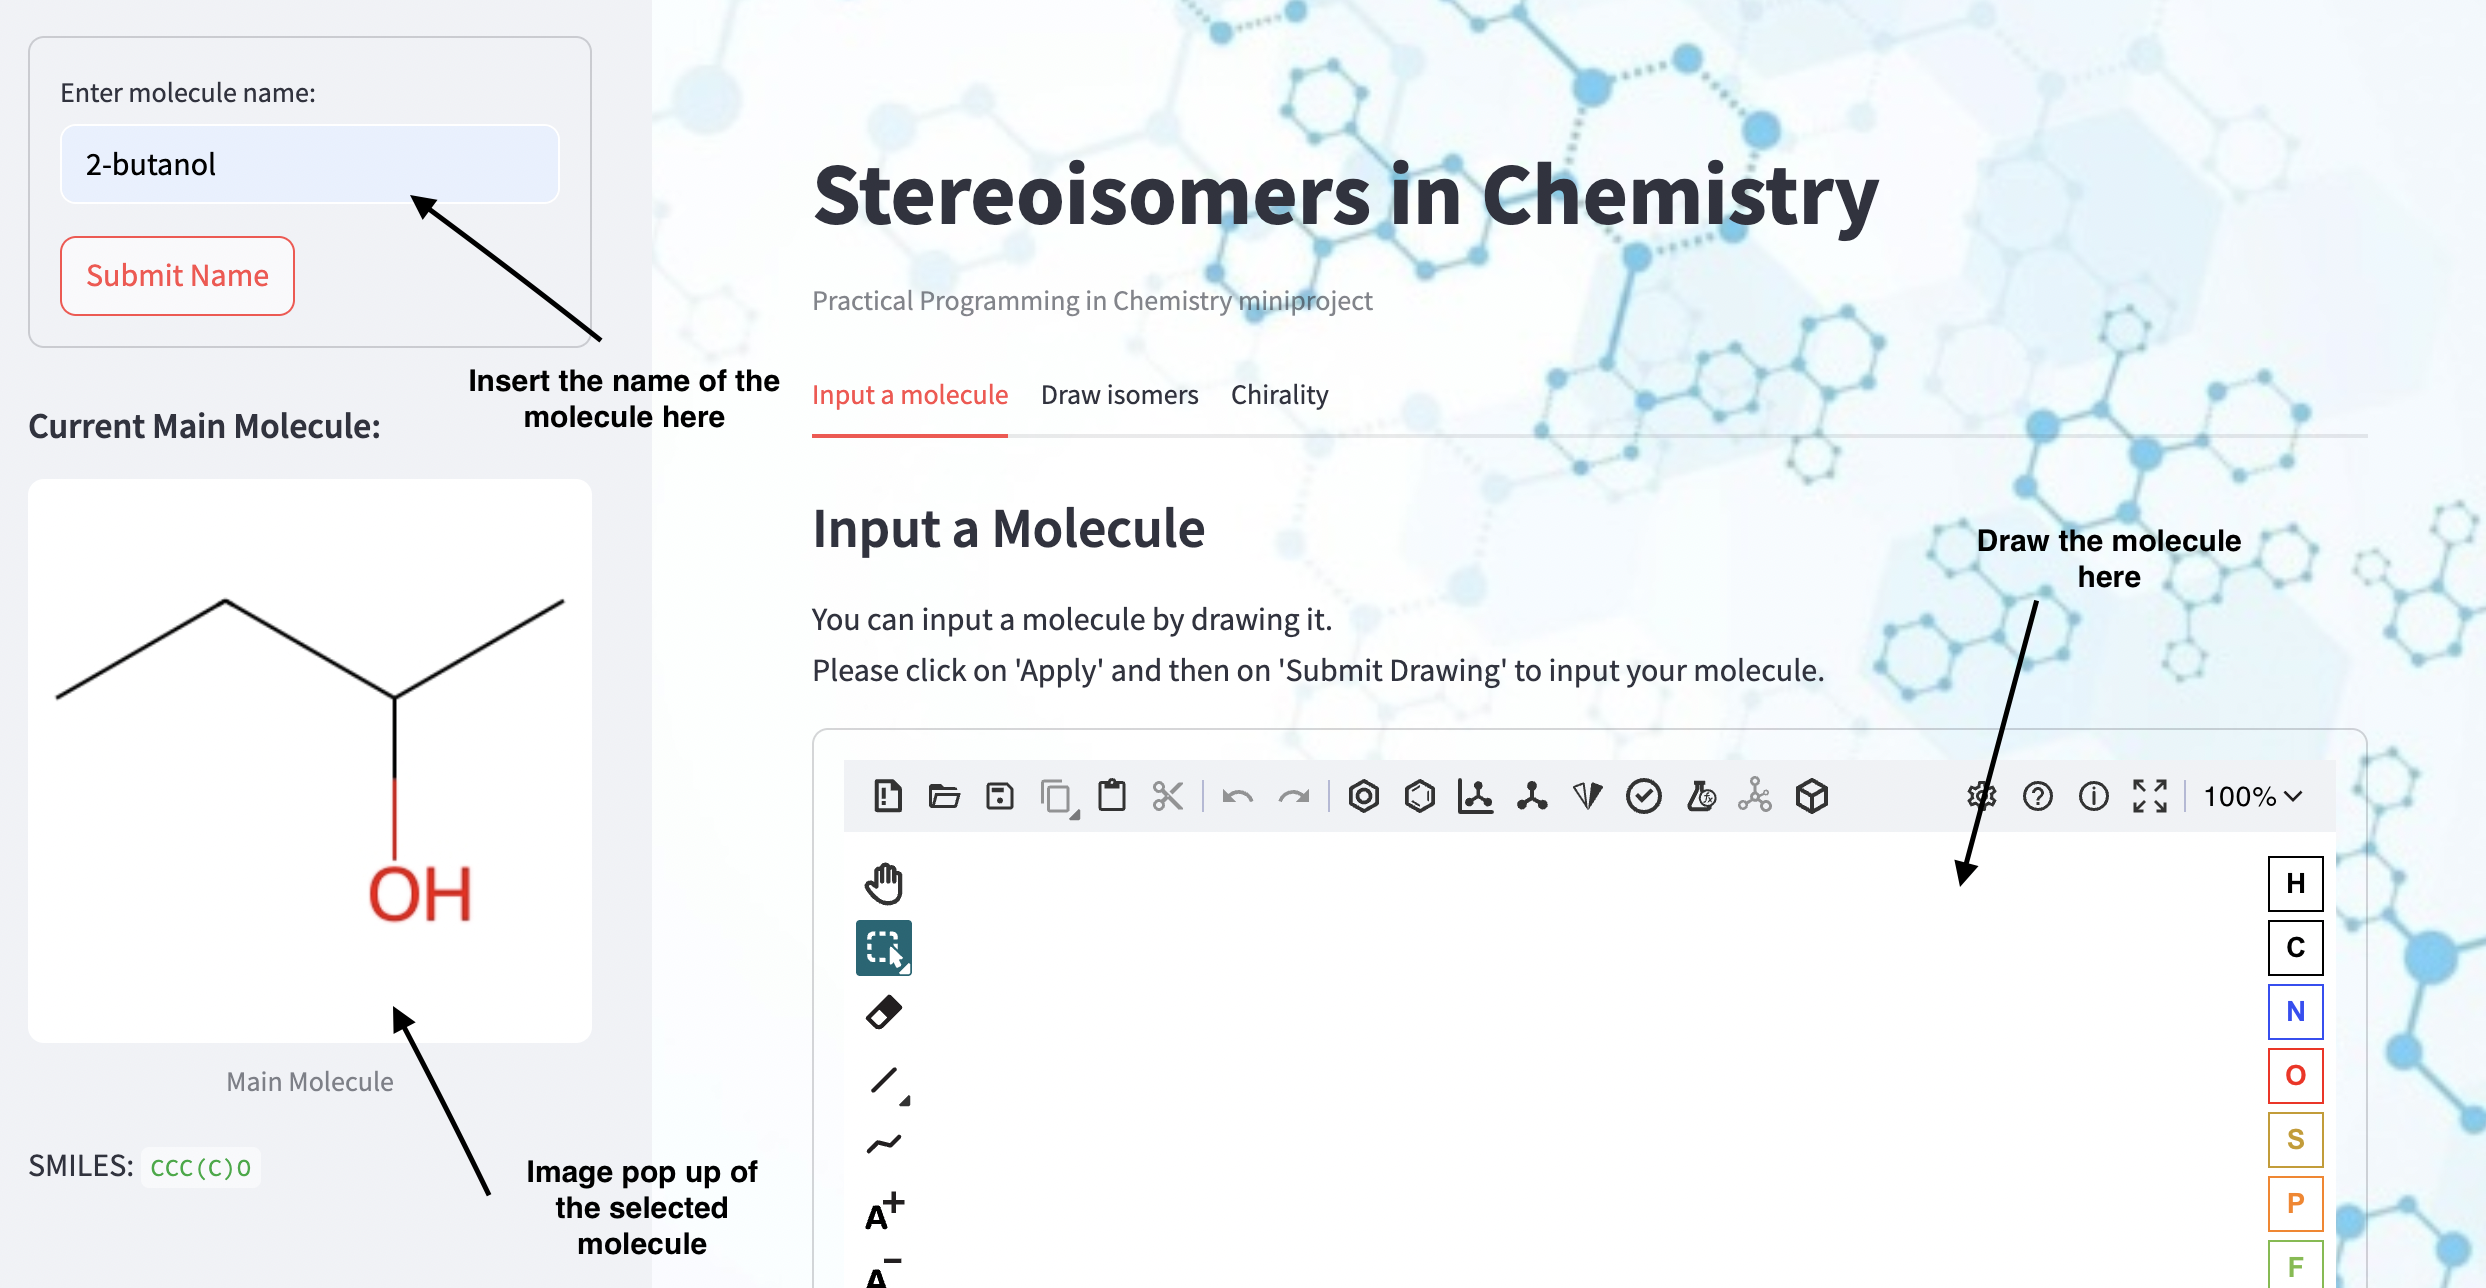 Enter molecule name:
2-butanol
Submit Name
Insert the name of the
molecule here
Current Main Molecule:
OH
Main Molecule
SMILES: CCC(C)O
Image pop up of
the selected
molecule
Stereoisomers in Chemistry
Practical Programming in Chemistry miniproject
Input a molecule
Draw isomers
Chirality
Input a Molecule
Draw the molecule
here
You can input a molecule by drawing it.
Please click on 'Apply' and then on 'Submit Drawing' to input your molecule.
100%
H
C
N
O
S
P
F
A+
A-